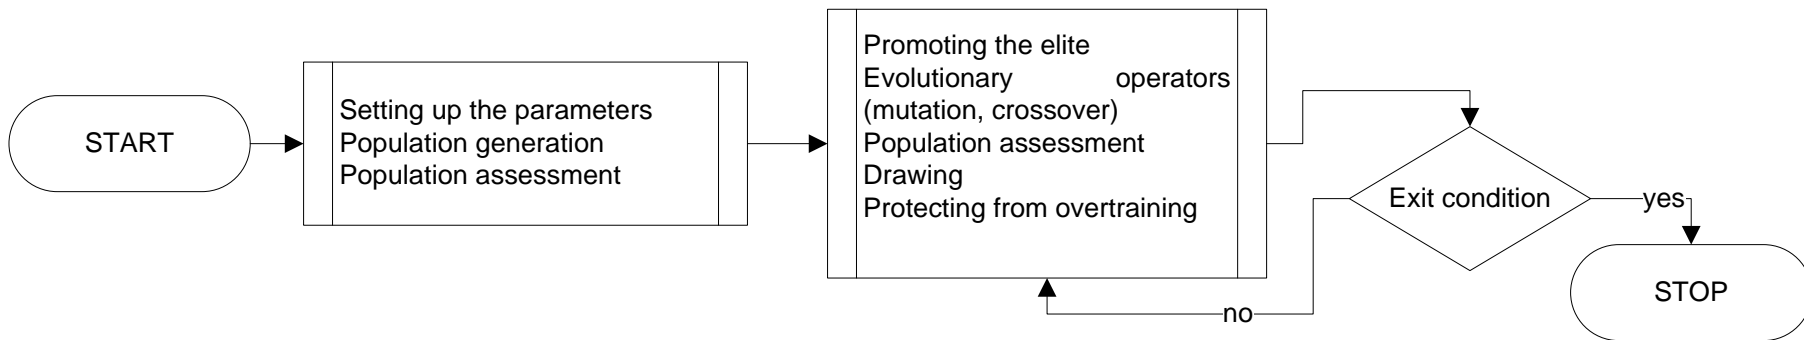 START
Setting up the parameters
Population generation
Population assessment
Promoting the elite
Evolutionary operators
(mutation, crossover)
Population assessment
Drawing
Protecting from overtraining
Exit condition
yes
no
STOP